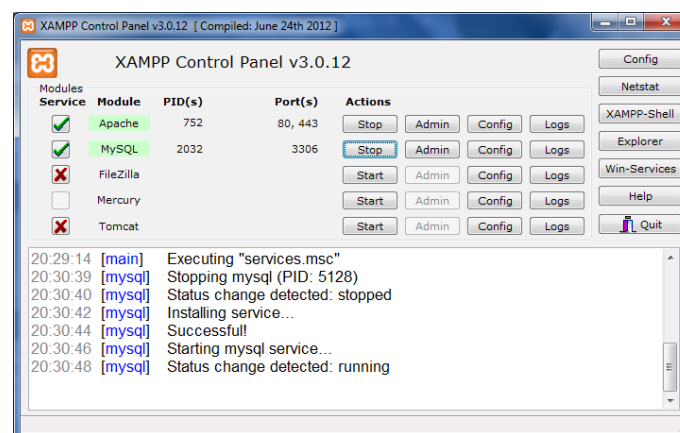 XAMPP Control Panel v3.0.12 [ Compiled: June 24th 2012 ]
XAMPP Control Panel v3.0.12
Config
Modules
Netstat
Service Module PID(s) Port(s) Actions
XAMPP-Shell
Apache 752 80, 443 Stop Admin Config Logs
Explorer
MySQL 2032 3306 Stop Admin Config Logs
Win-Services
FileZilla Start Admin Config Logs
Help
Mercury Start Admin Config Logs
Quit
Tomcat Start Admin Config Logs
20:29:14 [main] Executing "services.msc"
20:30:39 [mysql] Stopping mysql (PID: 5128)
20:30:40 [mysql] Status change detected: stopped
20:30:42 [mysql] Installing service...
20:30:44 [mysql] Successful!
20:30:46 [mysql] Starting mysql service...
20:30:48 [mysql] Status change detected: running